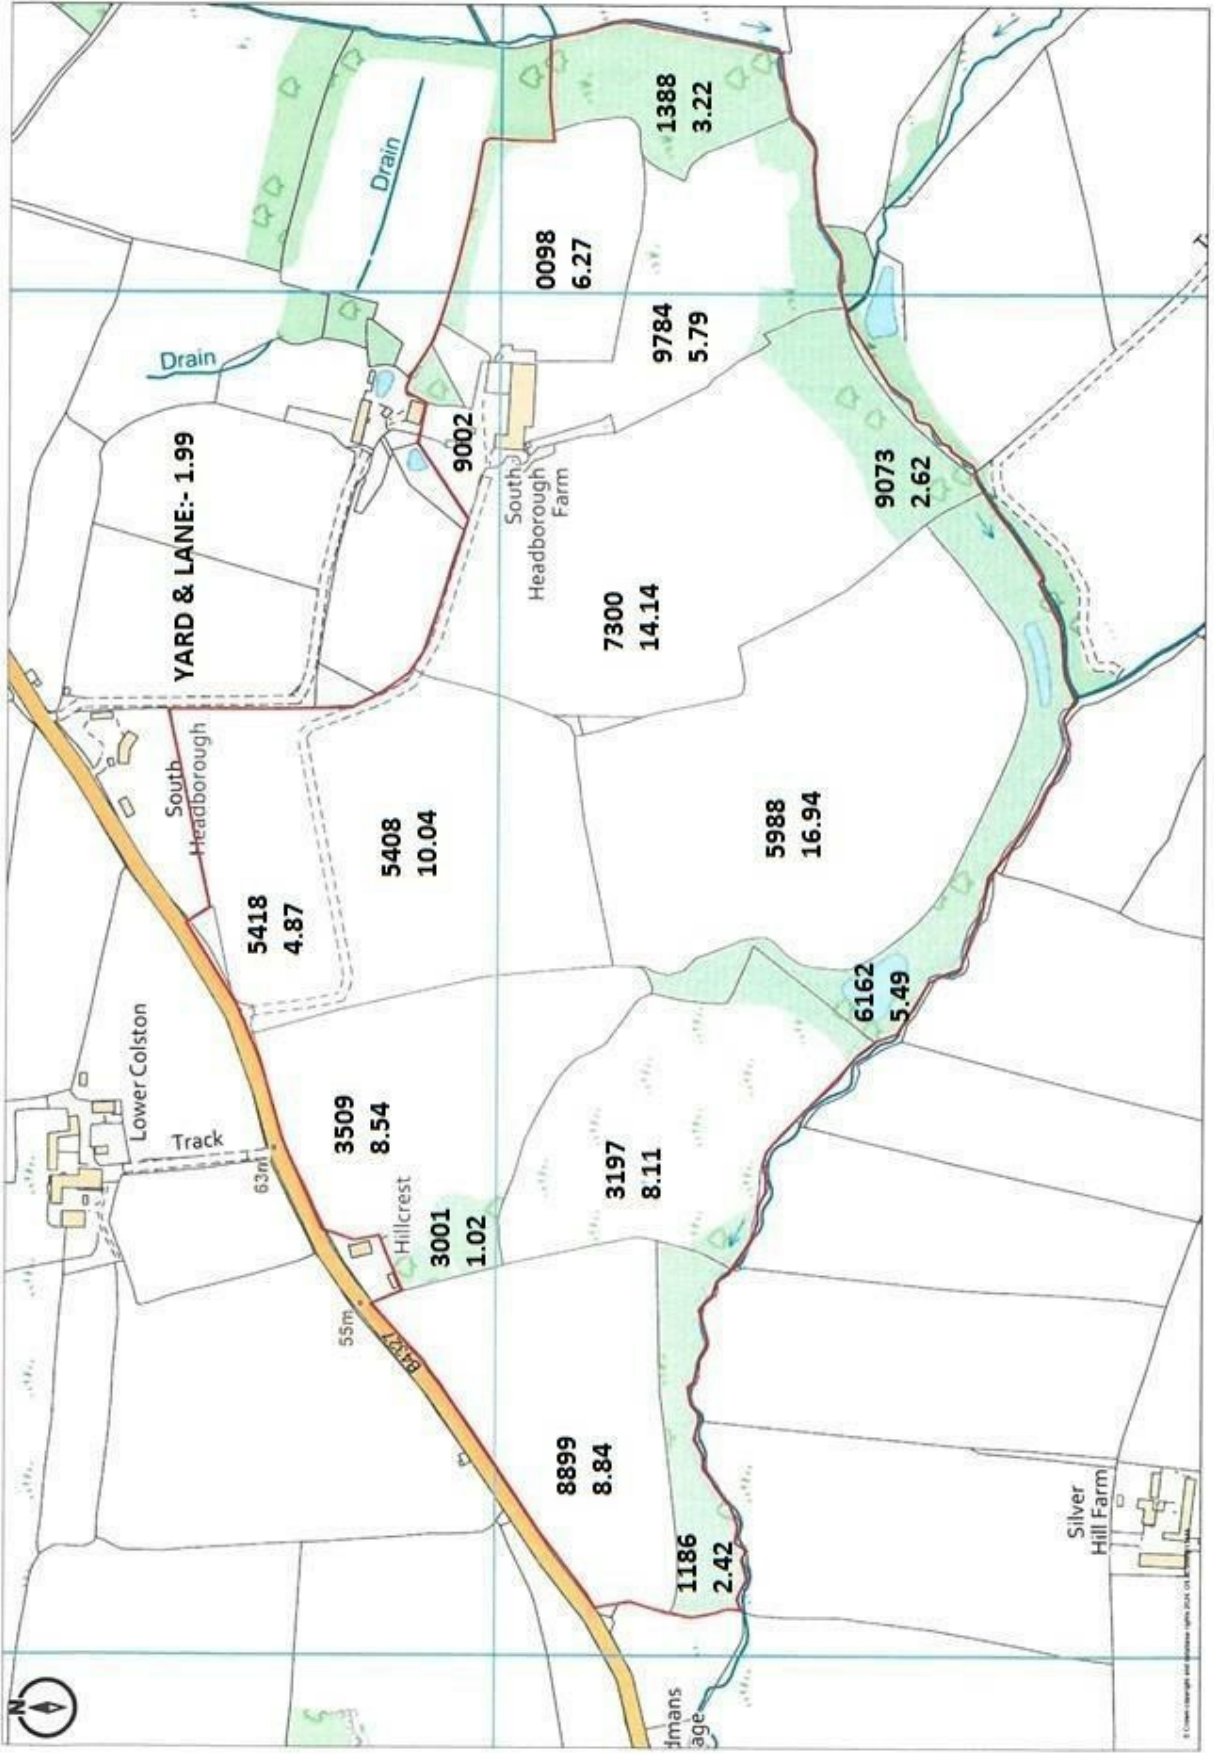 N
Lower Colston
Track
63m
55m
B4327
Hillcrest
South
Headborough
YARD & LANE:- 1.99
Drain
Drain
5418
4.87
5408
10.04
3509
8.54
3001
1.02
8899
8.84
1186
2.42
3197
8.11
6162
5.49
5988
16.94
7300
14.14
South
Headborough
Farm
9002
0098
6.27
1388
3.22
9784
5.79
9073
2.62
Silver
Hill Farm
dmans
age